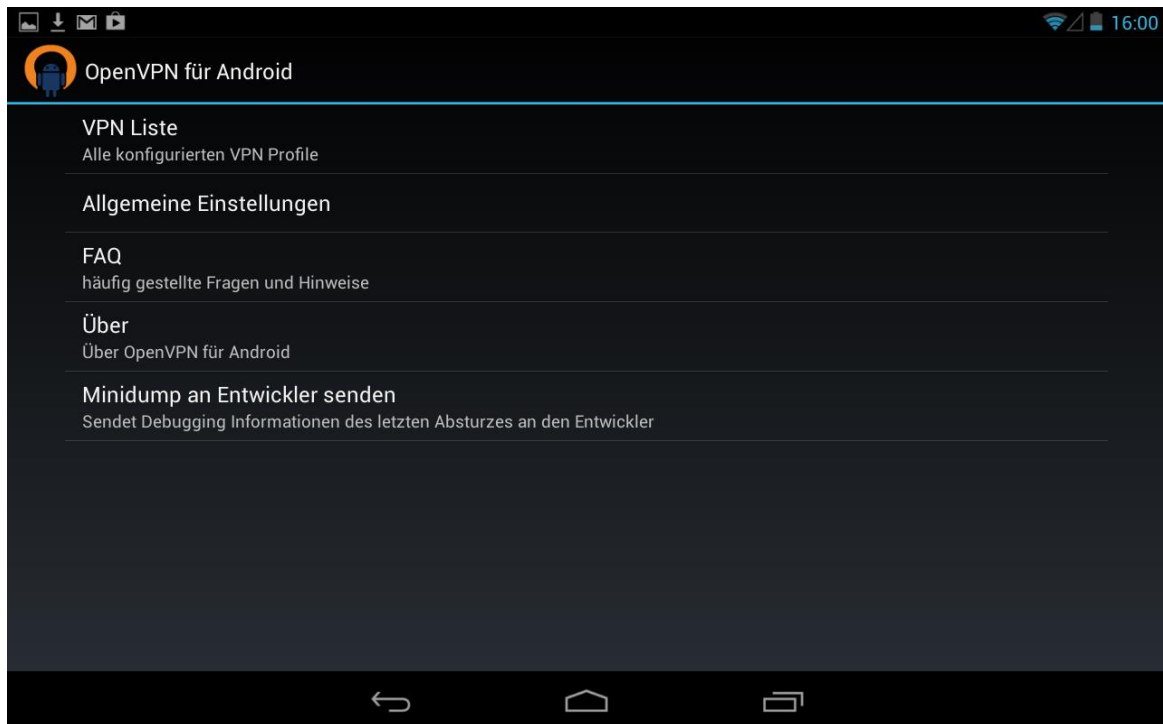 16:00
OpenVPN für Android
VPN Liste
Alle konfigurierten VPN Profile
Allgemeine Einstellungen
FAQ
häufig gestellte Fragen und Hinweise
Über
Über OpenVPN für Android
Minidump an Entwickler senden
Sendet Debugging Informationen des letzten Absturzes an den Entwickler